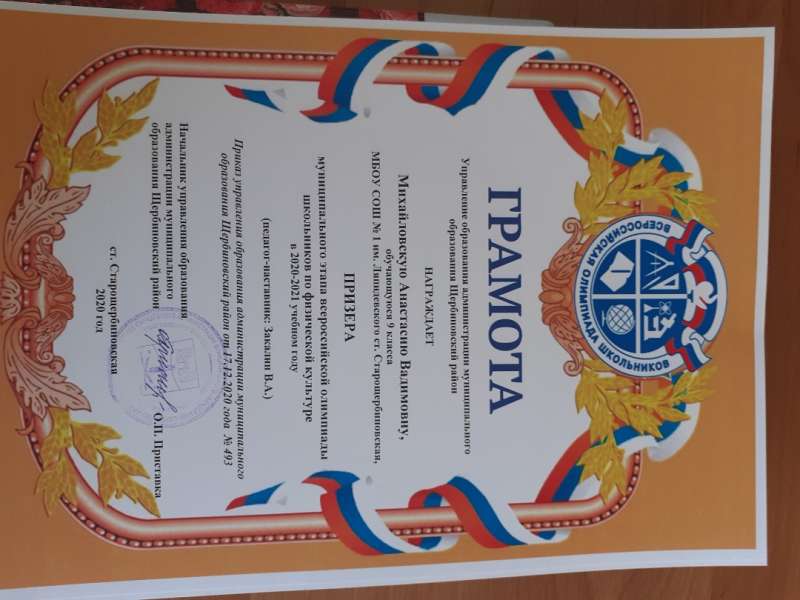 ВСЕРОССИЙСКАЯ ОЛИМПИАДА ШКОЛЬНИКОВ
ГРАМОТА
Управление образования администрации муниципального
образования Щербиновский район
НАГРАЖДАЕТ
Михайловскую Анастасию Вадимовну,
обучающуюся 9 класса
МБОУ СОШ № 1 им. Ляпидевского ст. Старощербиновская,
ПРИЗЕРА
муниципального этапа всероссийской олимпиады
школьников по физической культуре
в 2020-2021 учебном году
(педагог-наставник: Закалин В.А.)
Приказ управления образования администрации муниципального
образования Щербиновский район от 17.12.2020 года № 493
Начальник управления образования
администрации муниципального
образования Щербиновский район
О.П. Приставка
ст. Старощербиновская
2020 год